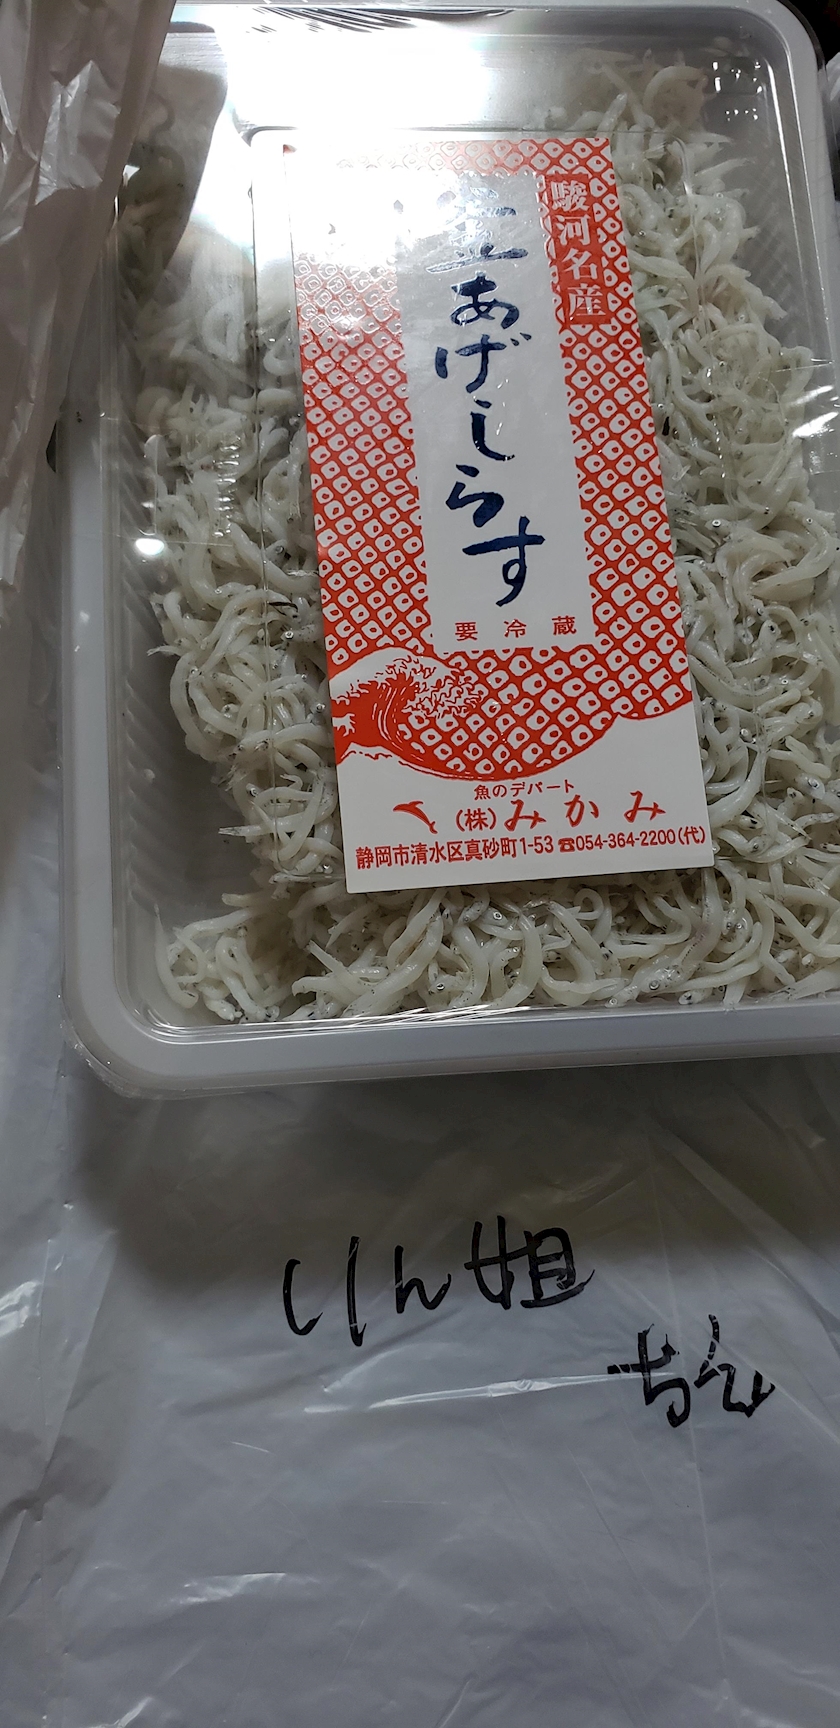 駿河名産
釜あげしらす
要冷蔵
魚のデパート
(株)みかみ
静岡市清水区真砂町1-53 ☎054-364-2200(代)
りん姐
ちん